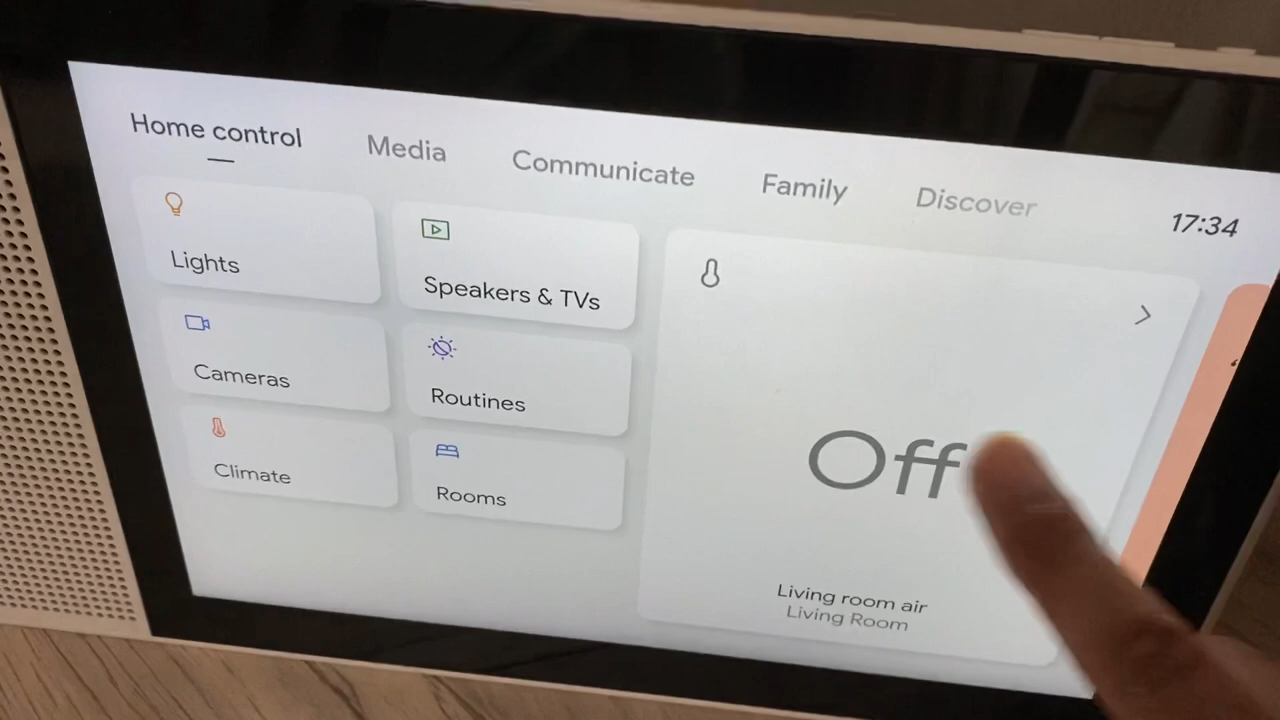 Home control
Media
Communicate
Family
Discover
17:34
Lights
Speakers & TVs
Cameras
Routines
Climate
Rooms
Off
Living room air
Living Room